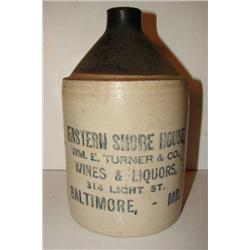 EASTERN SHORE HOUSE
WM. E. TURNER & CO.,
WINES & LIQUORS,
314 LIGHT ST.
BALTIMORE, - MD.